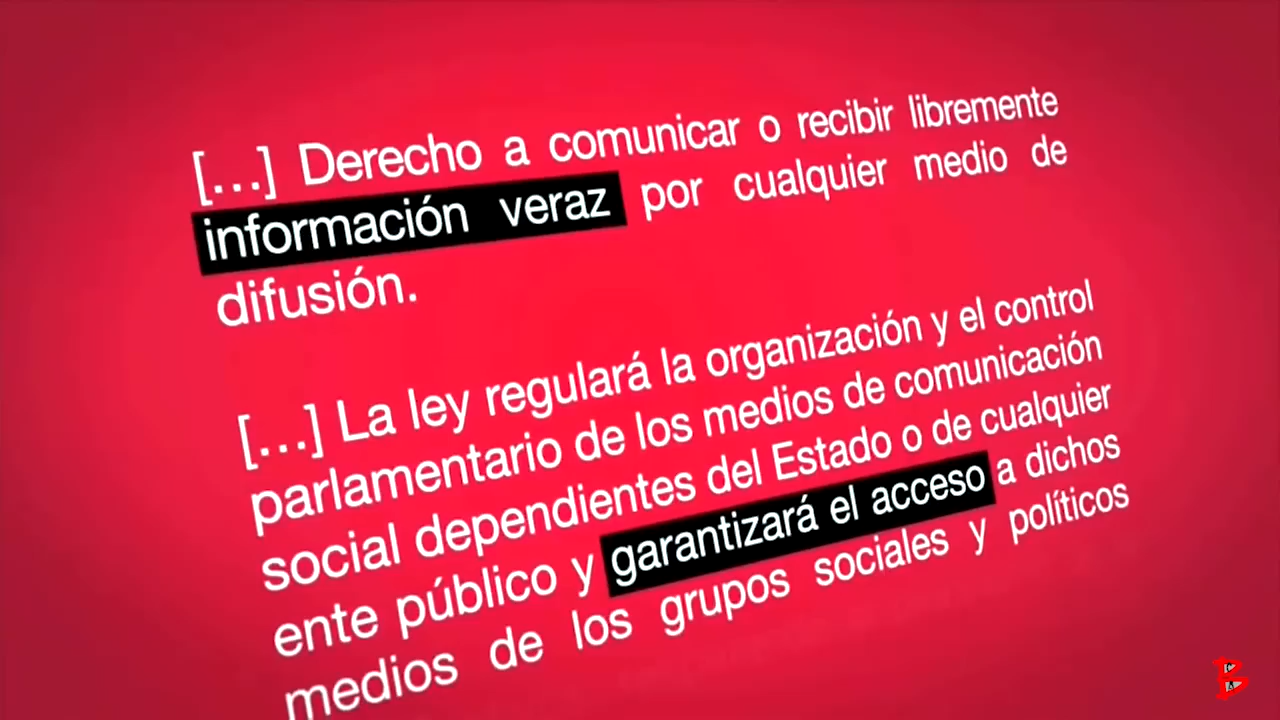 [...] Derecho a comunicar o recibir libremente
información veraz por cualquier medio de
difusión.
[...] La ley regulará la organización y el control
parlamentario de los medios de comunicación
social dependientes del Estado o de cualquier
ente público y garantizará el acceso a dichos
medios de los grupos sociales y políticos